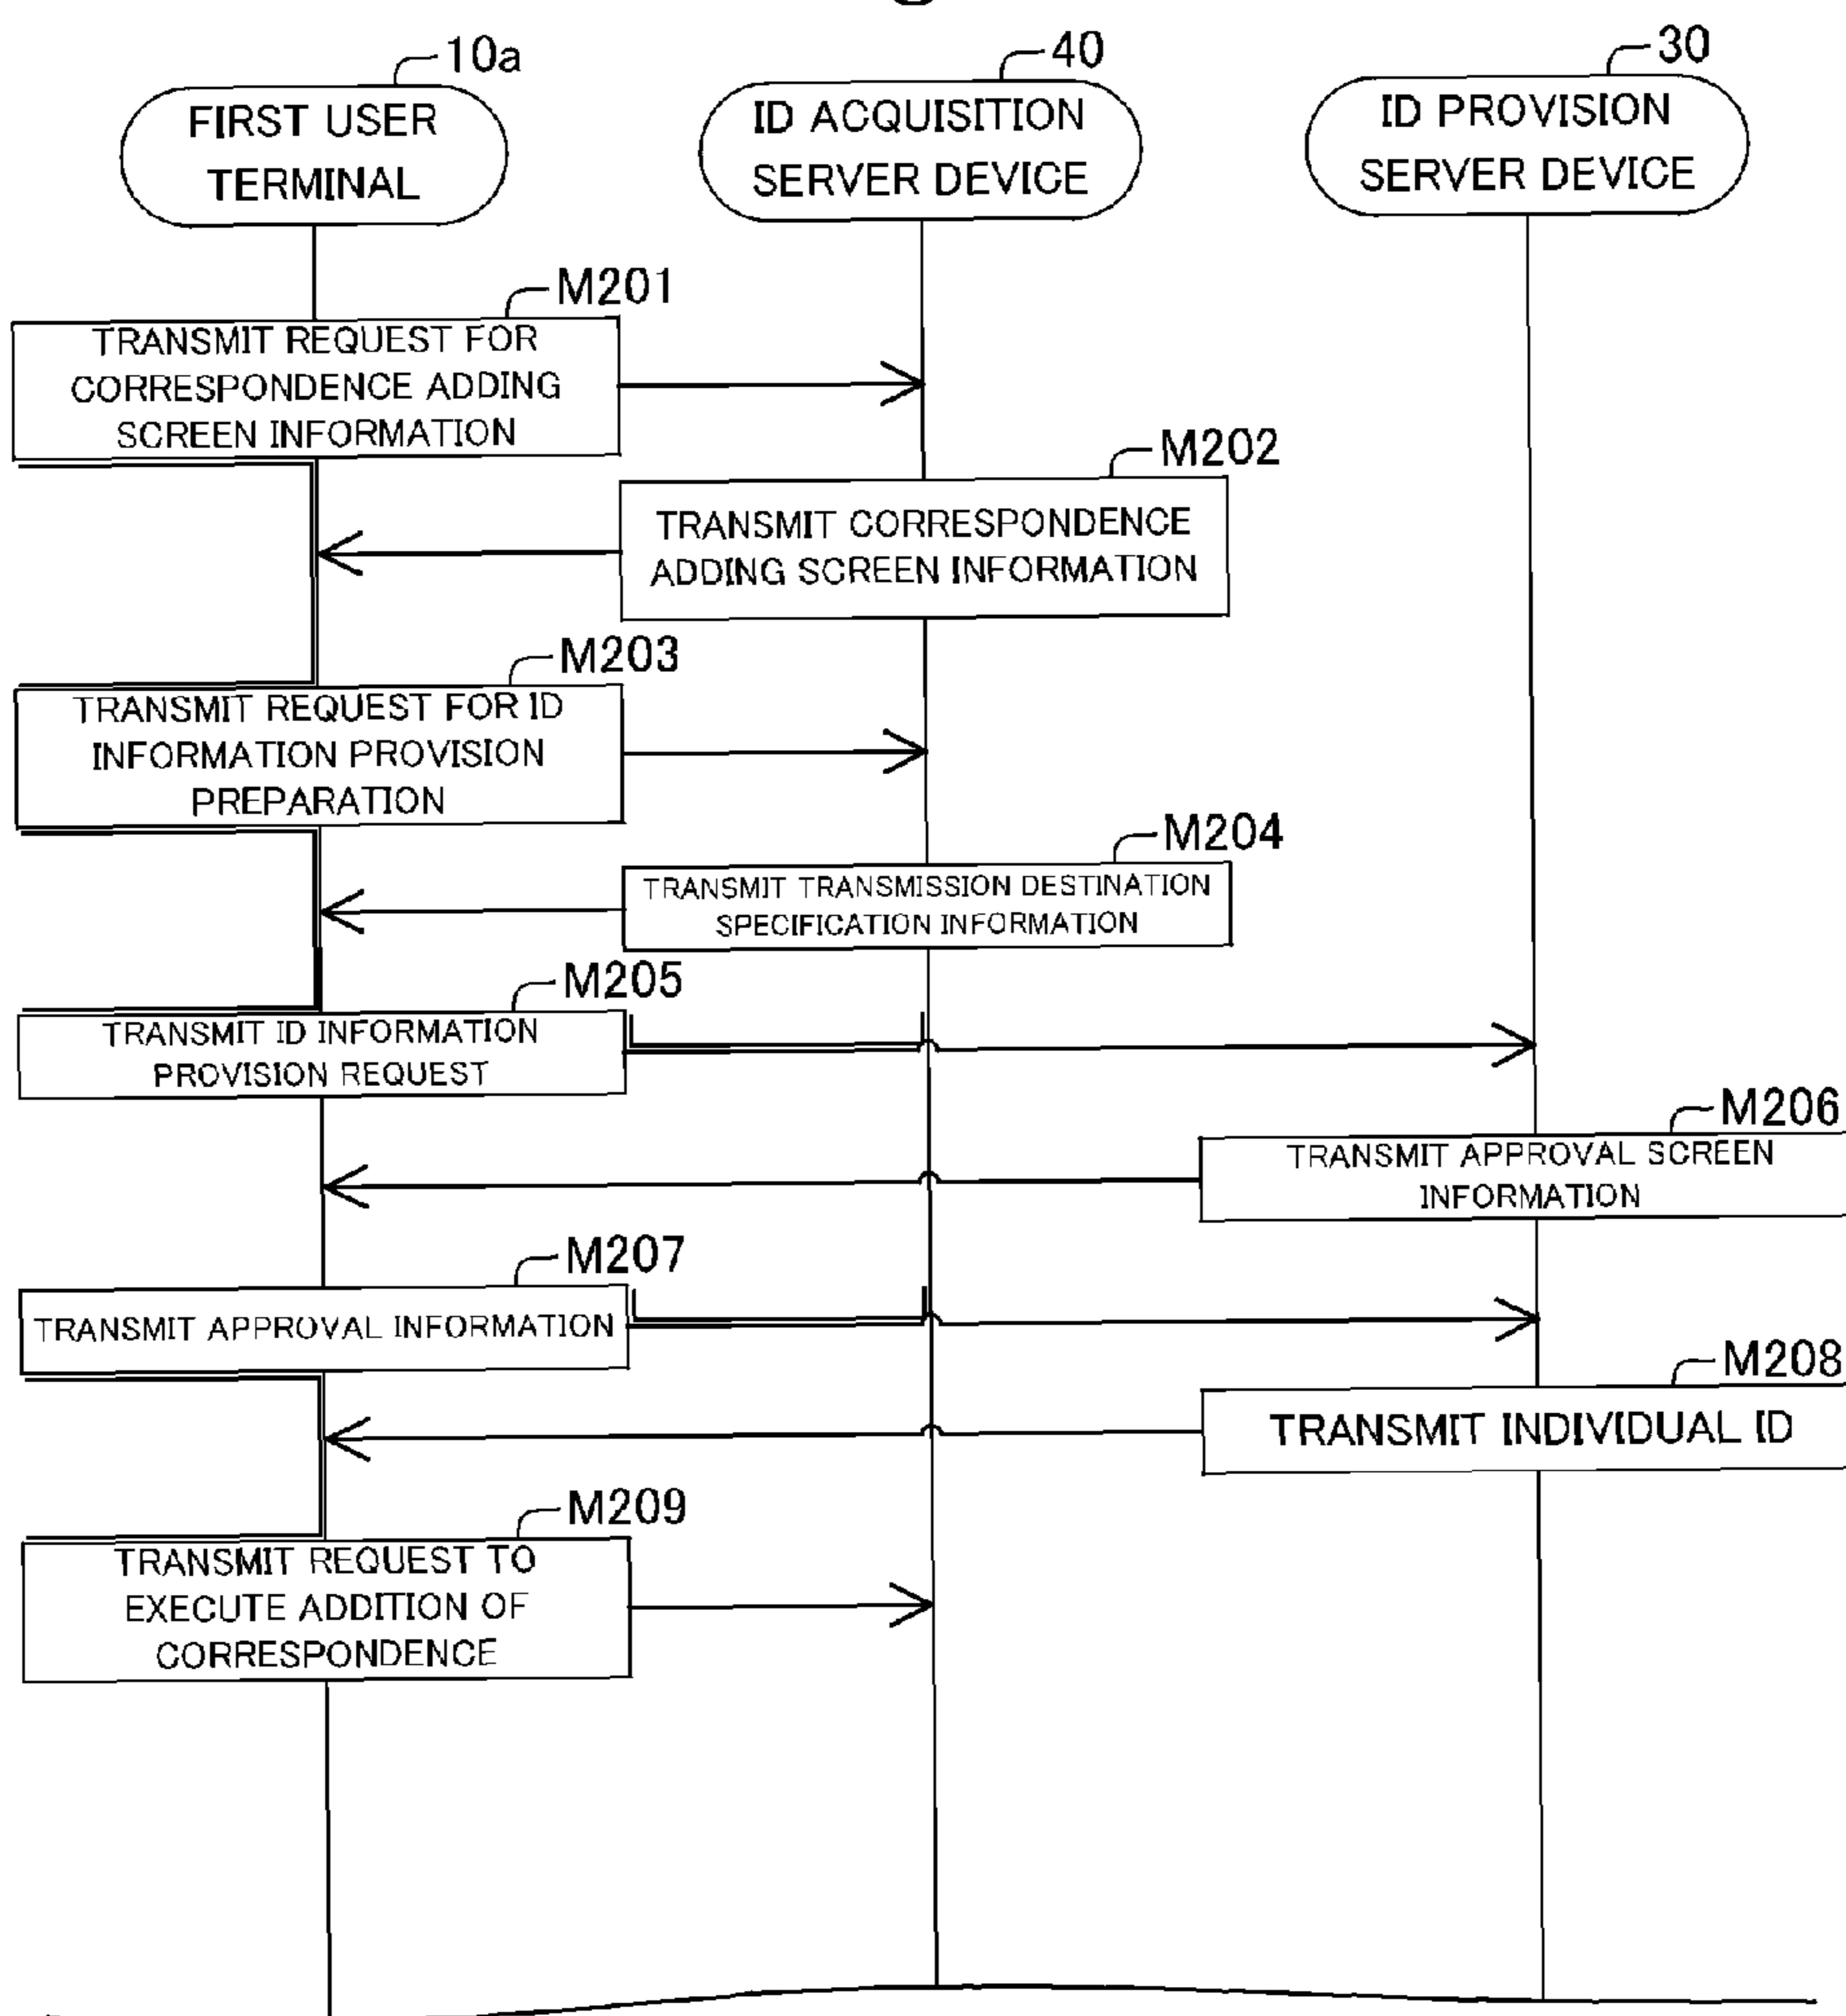 10a
40
30
FIRST USER
TERMINAL
ID ACQUISITION
SERVER DEVICE
ID PROVISION
SERVER DEVICE
M201
TRANSMIT REQUEST FOR
CORRESPONDENCE ADDING
SCREEN INFORMATION
M202
TRANSMIT CORRESPONDENCE
ADDING SCREEN INFORMATION
M203
TRANSMIT REQUEST FOR ID
INFORMATION PROVISION
PREPARATION
M204
TRANSMIT TRANSMISSION DESTINATION
SPECIFICATION INFORMATION
M205
TRANSMIT ID INFORMATION
PROVISION REQUEST
M206
TRANSMIT APPROVAL SCREEN
INFORMATION
M207
TRANSMIT APPROVAL INFORMATION
M208
TRANSMIT INDIVIDUAL ID
M209
TRANSMIT REQUEST TO
EXECUTE ADDITION OF
CORRESPONDENCE